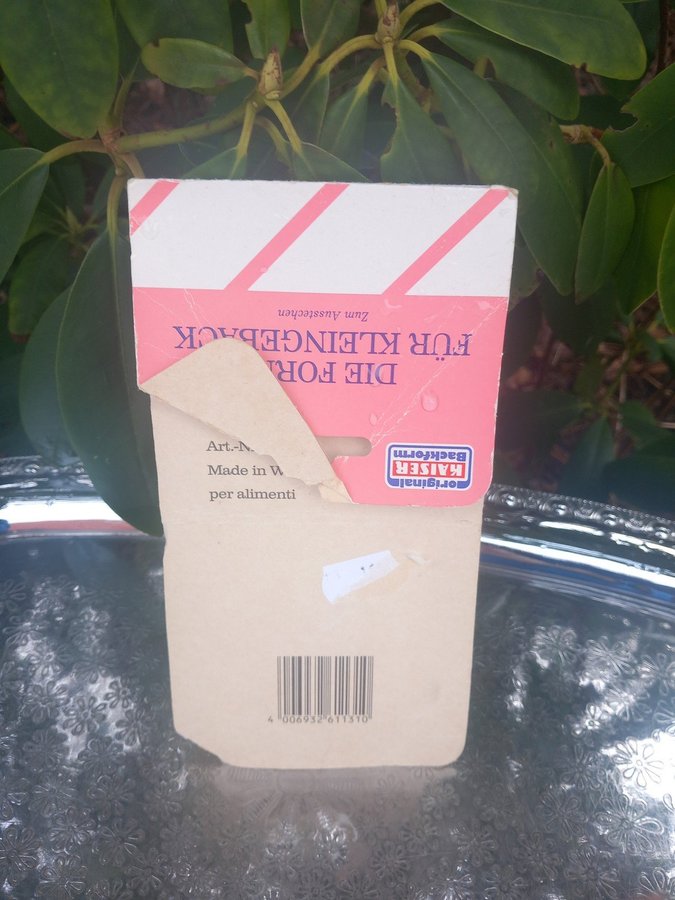 DIE FOR
FÜR KLEINGEBÄCK
Zum Ausstechen
original
KAISER
Backform
Art.-N
Made in W
per alimenti
4 006932 611310